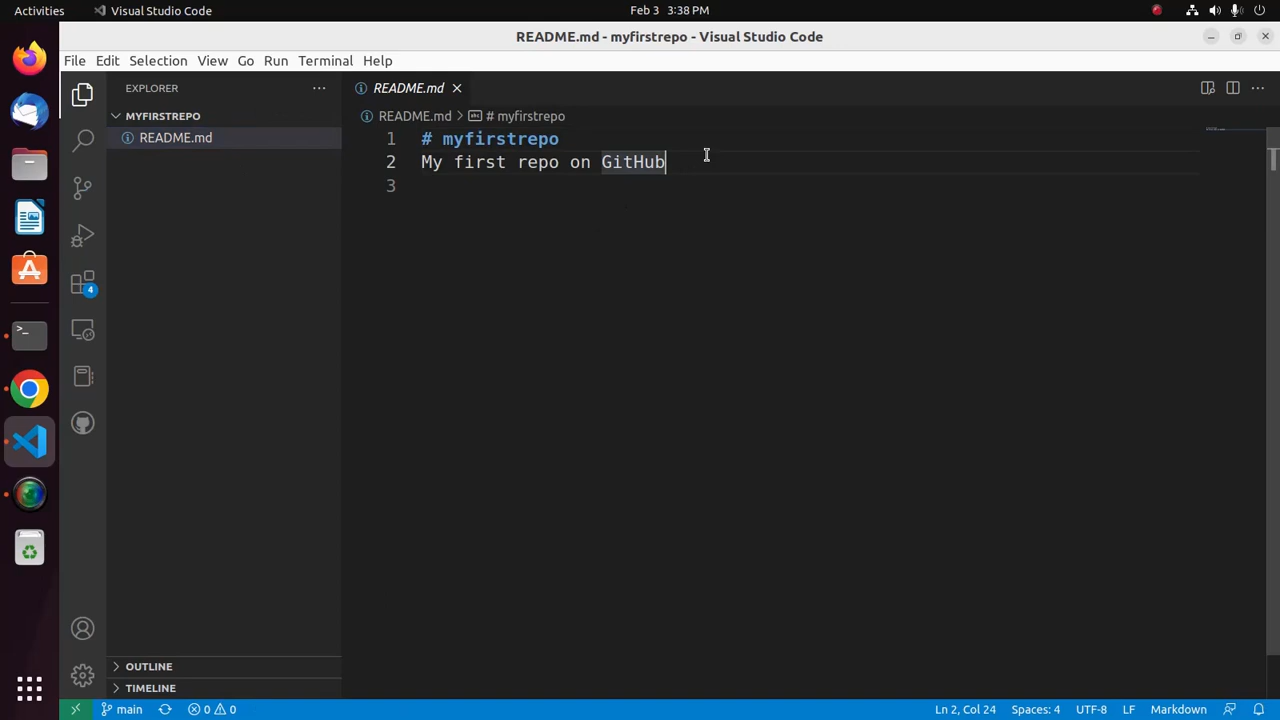 Activities Visual Studio Code Feb 3 3:38 PM
README.md - myfirstrepo - Visual Studio Code
File Edit Selection View Go Run Terminal Help
EXPLORER
README.md
MYFIRSTREPO
README.md
README.md > # myfirstrepo
1 # myfirstrepo
2 My first repo on GitHub
3
4
OUTLINE
TIMELINE
main 0 0 Ln 2, Col 24 Spaces: 4 UTF-8 LF Markdown